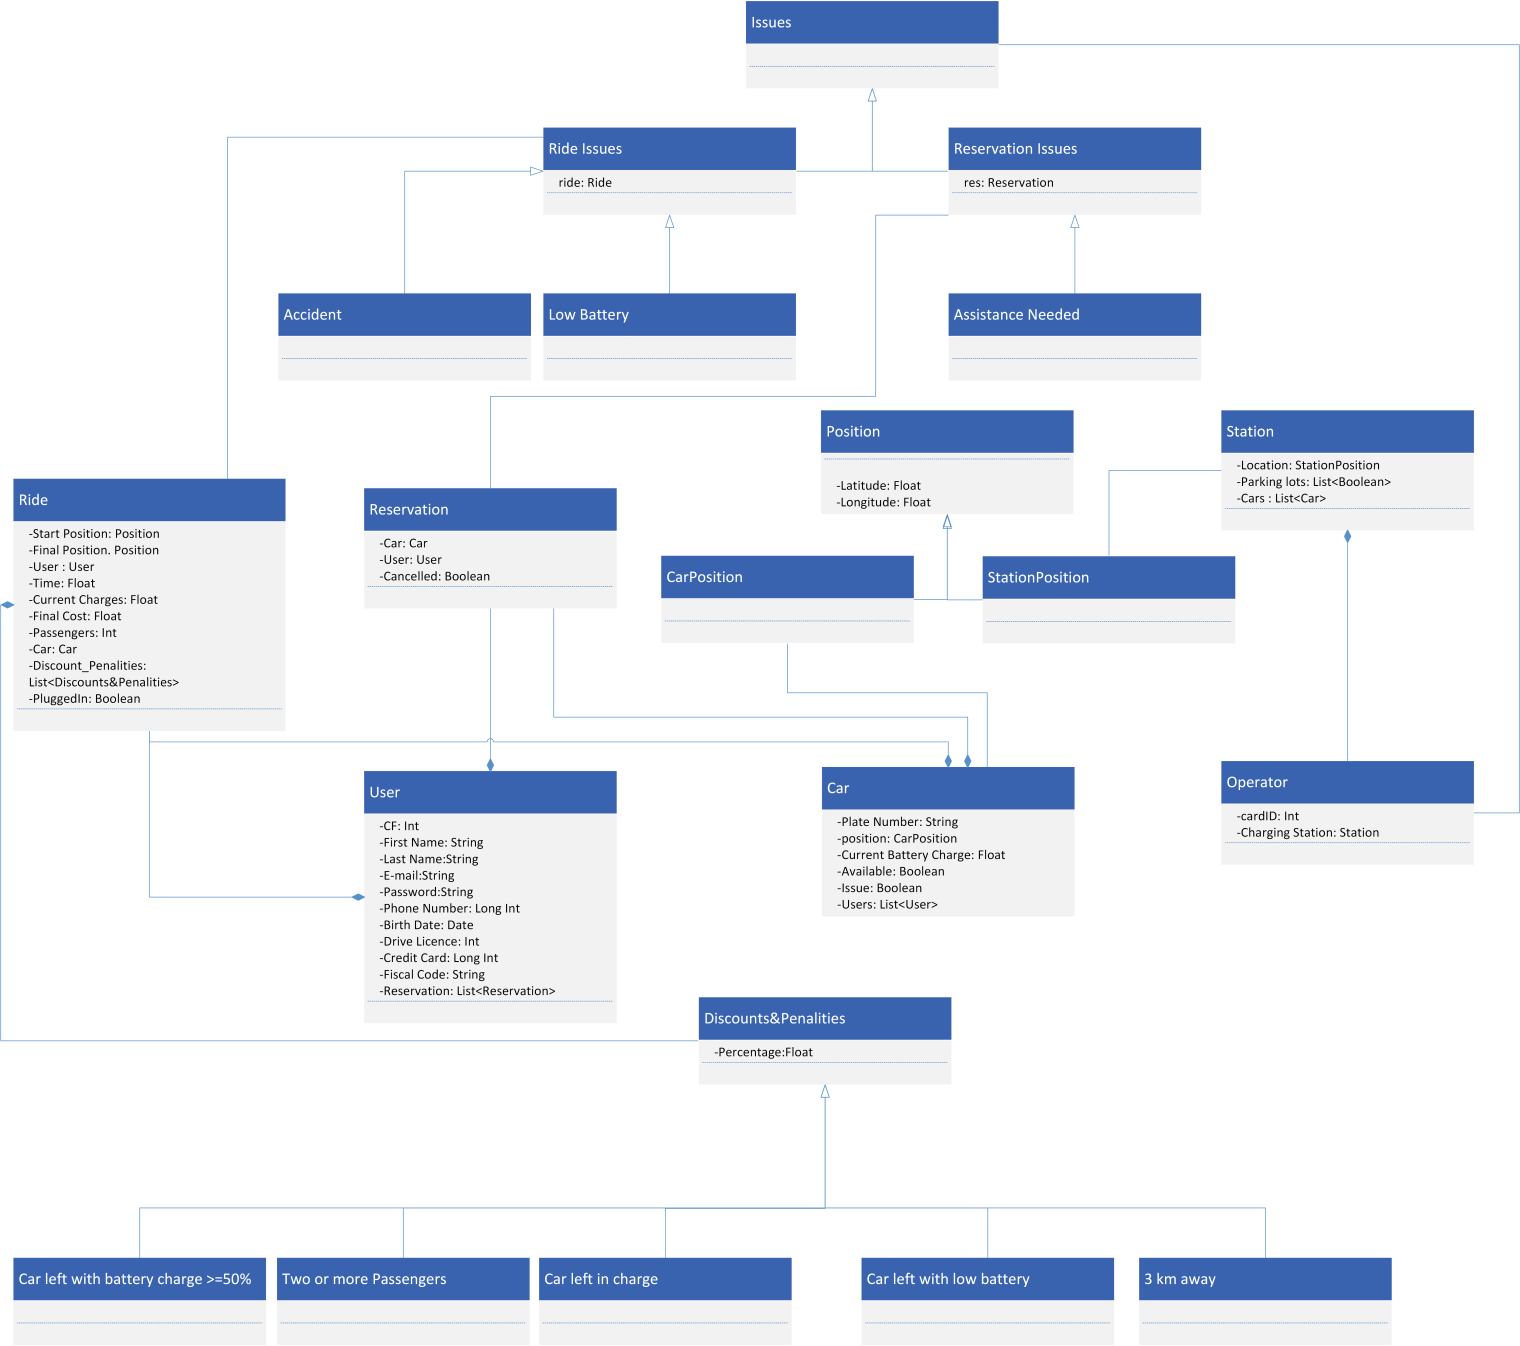 Issues
Ride Issues
ride: Ride
Reservation Issues
res: Reservation
Accident
Low Battery
Assistance Needed
Position
-Latitude: Float
-Longitude: Float
Station
-Location: StationPosition
-Parking lots: List<Boolean>
-Cars : List<Car>
Ride
-Start Position: Position
-Final Position. Position
-User : User
-Time: Float
-Current Charges: Float
-Final Cost: Float
-Passengers: Int
-Car: Car
-Discount_Penalities:
List<Discounts&Penalities>
-PluggedIn: Boolean
Reservation
-Car: Car
-User: User
-Cancelled: Boolean
CarPosition
StationPosition
User
-CF: Int
-First Name: String
-Last Name:String
-E-mail:String
-Password:String
-Phone Number: Long Int
-Birth Date: Date
-Drive Licence: Int
-Credit Card: Long Int
-Fiscal Code: String
-Reservation: List<Reservation>
Car
-Plate Number: String
-position: CarPosition
-Current Battery Charge: Float
-Available: Boolean
-Issue: Boolean
-Users: List<User>
Operator
-cardID: Int
-Charging Station: Station
Discounts&Penalities
-Percentage:Float
Car left with battery charge >=50%
Two or more Passengers
Car left in charge
Car left with low battery
3 km away